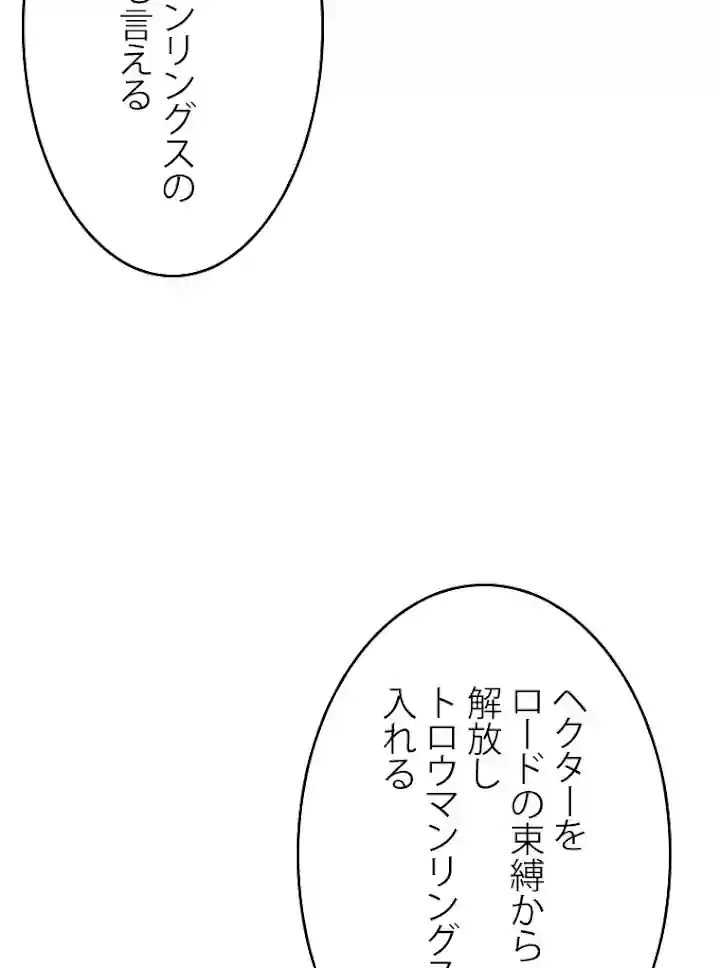 ンリングスの
も言える
ヘクターを
ロードの束縛から
解放し
トロウマンリングス
入れる